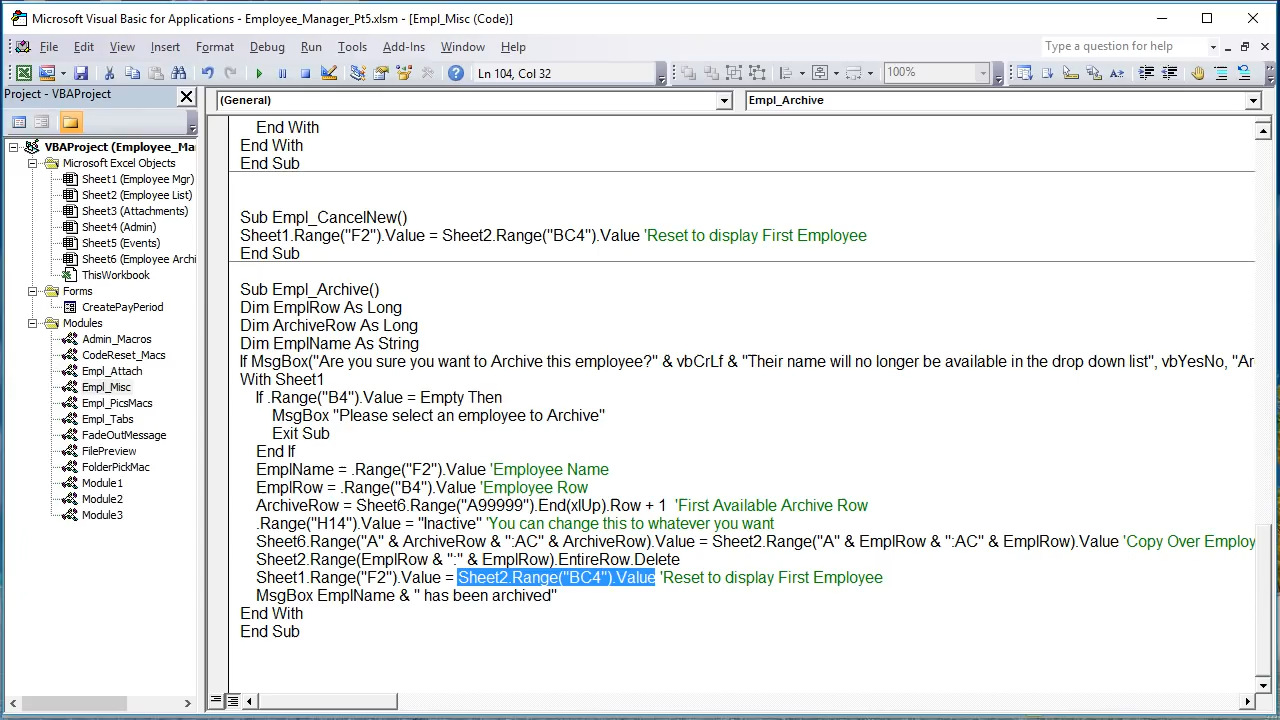 Microsoft Visual Basic for Applications - Employee_Manager_Pt5.xlsm - [Empl_Misc (Code)]
File Edit View Insert Format Debug Run Tools Add-Ins Window Help
Type a question for help
Ln 104, Col 32
100%
Project - VBAProject
(General)
Empl_Archive
VBAProject (Employee_Ma
Microsoft Excel Objects
Sheet1 (Employee Mgr)
Sheet2 (Employee List)
Sheet3 (Attachments)
Sheet4 (Admin)
Sheet5 (Events)
Sheet6 (Employee Archi
ThisWorkbook
Forms
CreatePayPeriod
Modules
Admin_Macros
CodeReset_Macs
Empl_Attach
Empl_Misc
Empl_PicsMacs
Empl_Tabs
FadeOutMessage
FilePreview
FolderPickMac
Module1
Module2
Module3
End With
End With
End Sub
Sub Empl_CancelNew()
Sheet1.Range("F2").Value = Sheet2.Range("BC4").Value 'Reset to display First Employee
End Sub
Sub Empl_Archive()
Dim EmplRow As Long
Dim ArchiveRow As Long
Dim EmplName As String
If MsgBox("Are you sure you want to Archive this employee?" & vbCrLf & "Their name will no longer be available in the drop down list", vbYesNo, "Ar
With Sheet1
If .Range("B4").Value = Empty Then
MsgBox "Please select an employee to Archive"
Exit Sub
End If
EmplName = .Range("F2").Value 'Employee Name
EmplRow = .Range("B4").Value 'Employee Row
ArchiveRow = Sheet6.Range("A99999").End(xlUp).Row + 1 'First Available Archive Row
.Range("H14").Value = "Inactive" 'You can change this to whatever you want
Sheet6.Range("A" & ArchiveRow & ":AC" & ArchiveRow).Value = Sheet2.Range("A" & EmplRow & ":AC" & EmplRow).Value 'Copy Over Employ
Sheet2.Range(EmplRow & ":" & EmplRow).EntireRow.Delete
Sheet1.Range("F2").Value = Sheet2.Range("BC4").Value 'Reset to display First Employee
MsgBox EmplName & " has been archived"
End With
End Sub